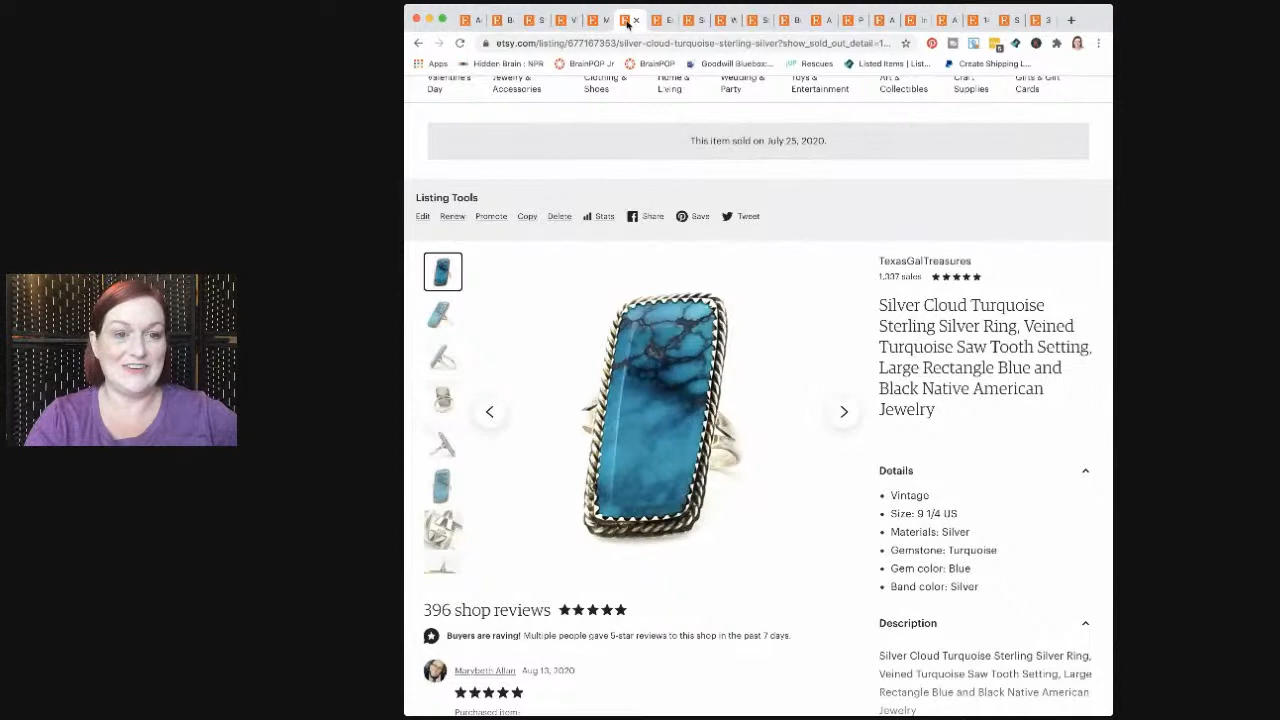 etsy.com/listing/677167353/silver-cloud-turquoise-sterling-silver?show_sold_out_detail=1...
Apps Hidden Brain : NPR BrainPOP Jr BrainPOP Goodwill Bluebox:... Rescues Listed Items | List... Create Shipping L...
Valentine's Day
Jewelry & Accessories
Clothing & Shoes
Home & Living
Wedding & Party
Toys & Entertainment
Art & Collectibles
Craft Supplies
Gifts & Gift Cards
This item sold on July 25, 2020.
Listing Tools
Edit Renew Promote Copy Delete Stats Share Save Tweet
TexasGalTreasures
1,337 sales
Silver Cloud Turquoise
Sterling Silver Ring, Veined
Turquoise Saw Tooth Setting,
Large Rectangle Blue and
Black Native American
Jewelry
Details
• Vintage
• Size: 9 1/4 US
• Materials: Silver
• Gemstone: Turquoise
• Gem color: Blue
• Band color: Silver
Description
Silver Cloud Turquoise Sterling Silver Ring,
Veined Turquoise Saw Tooth Setting, Large
Rectangle Blue and Black Native American
Jewelry
396 shop reviews
Buyers are raving! Multiple people gave 5-star reviews to this shop in the past 7 days.
Marybeth Allan Aug 13, 2020
Purchased item: